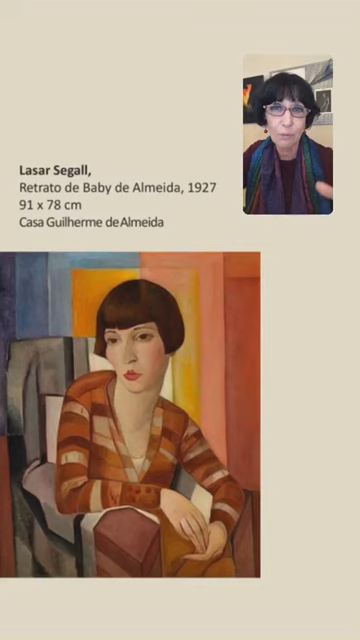 Lasar Segall,
Retrato de Baby de Almeida, 1927
91 x 78 cm
Casa Guilherme de Almeida